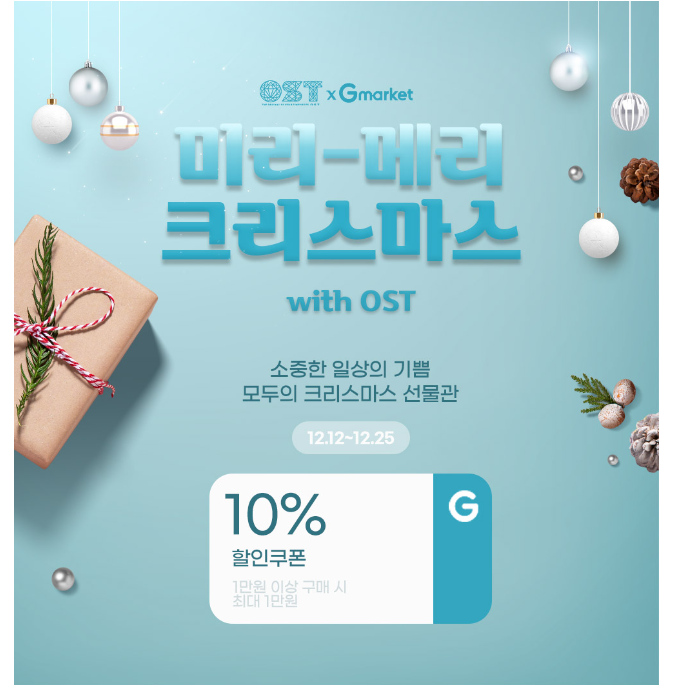 OST x Gmarket
미리-메리
크리스마스
with OST
소중한 일상의 기쁨
모두의 크리스마스 선물관
12.12~12.25
10%
G
할인쿠폰
1만원 이상 구매 시
최대 1만원